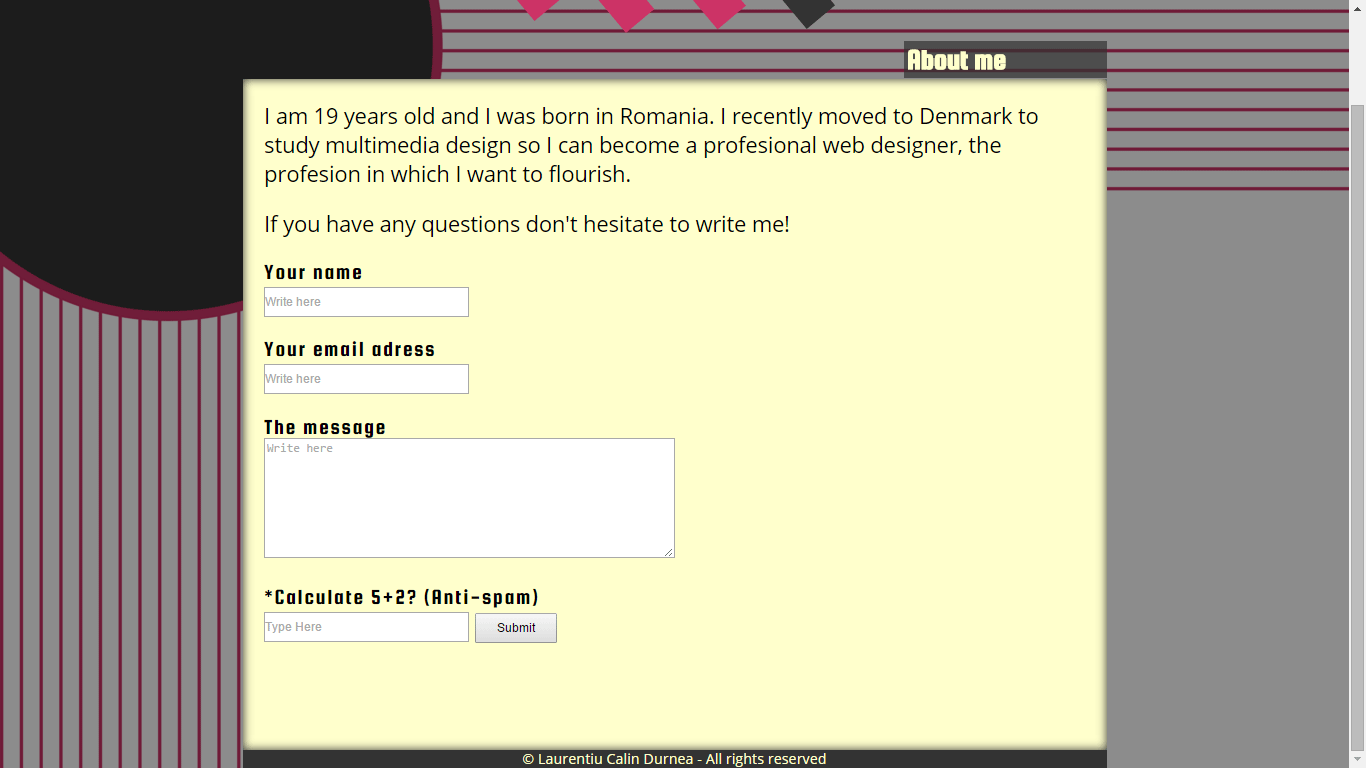 About me
I am 19 years old and I was born in Romania. I recently moved to Denmark to
study multimedia design so I can become a profesional web designer, the
profesion in which I want to flourish.
If you have any questions don't hesitate to write me!
Your name
Write here
Your email adress
Write here
The message
Write here
*Calculate 5+2? (Anti-spam)
Type Here Submit
© Laurentiu Calin Durnea - All rights reserved